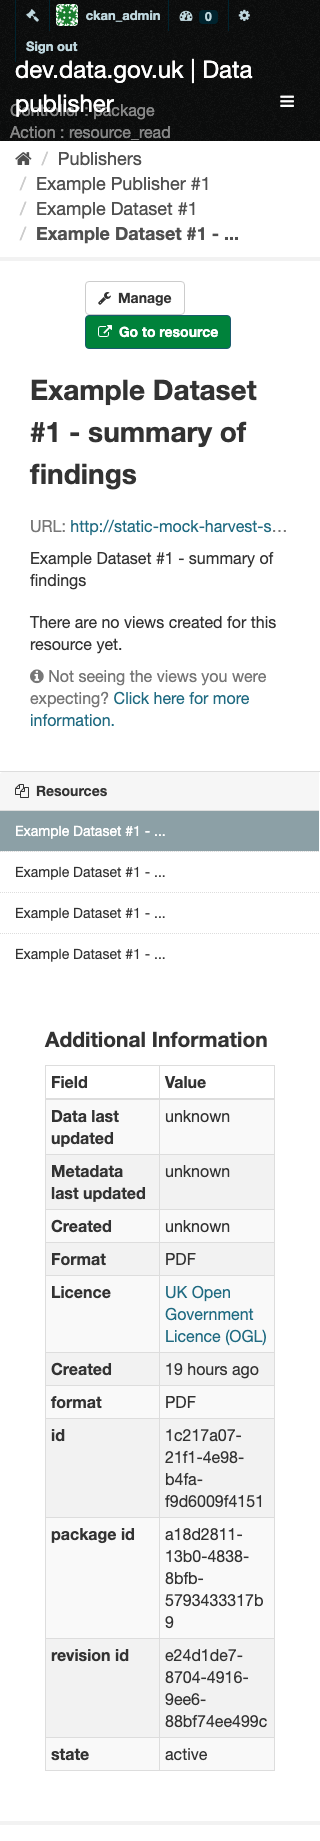 ckan_admin 0
Sign out
dev.data.gov.uk | Data
publisher
Controller : package
Action : resource_read
/ Publishers
/ Example Publisher #1
/ Example Dataset #1
/ Example Dataset #1 - ...
Manage
Go to resource
Example Dataset
#1 - summary of
findings
URL: http://static-mock-harvest-s...
Example Dataset #1 - summary of
findings
There are no views created for this
resource yet.
Not seeing the views you were
expecting? Click here for more
information.
Resources
Example Dataset #1 - ...
Example Dataset #1 - ...
Example Dataset #1 - ...
Example Dataset #1 - ...
Additional Information
Field Value
Data last unknown
updated
Metadata unknown
last updated
Created unknown
Format PDF
Licence UK Open
Government
Licence (OGL)
Created 19 hours ago
format PDF
id 1c217a07-
21f1-4e98-
b4fa-
f9d6009f4151
package id a18d2811-
13b0-4838-
8bfb-
5793433317b
9
revision id e24d1de7-
8704-4916-
9ee6-
88bf74ee499c
state active